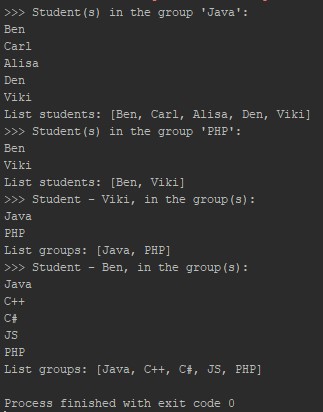 >>> Student(s) in the group 'Java':
Ben
Carl
Alisa
Den
Viki
List students: [Ben, Carl, Alisa, Den, Viki]
>>> Student(s) in the group 'PHP':
Ben
Viki
List students: [Ben, Viki]
>>> Student - Viki, in the group(s):
Java
PHP
List groups: [Java, PHP]
>>> Student - Ben, in the group(s):
Java
C++
C#
JS
PHP
List groups: [Java, C++, C#, JS, PHP]
Process finished with exit code 0